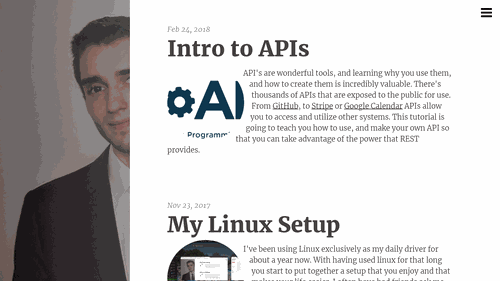 Feb 24, 2018
Intro to APIs
API's are wonderful tools, and learning why you use them,
and how to create them is incredibly valuable. There's
thousands of APIs that are exposed to the public for use.
From GitHub, to Stripe or Google Calendar APIs allow
you to access and utilize other systems. This tutorial is
going to teach you how to use, and make your own API so
that you can take advantage of the power that REST
provides.
AI
Programm
Nov 23, 2017
My Linux Setup
I've been using Linux exclusively as my daily driver for
about a year now. With having used linux for that long
you start to put together a setup that you enjoy and that